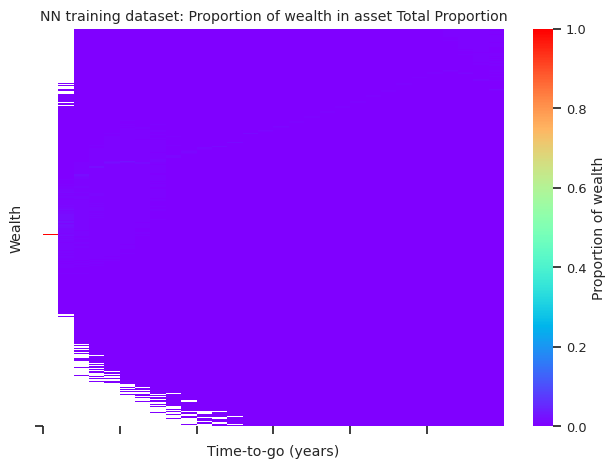 NN training dataset: Proportion of wealth in asset Total Proportion
1.0
0.8
0.6
0.4
0.2
0.0
Proportion of wealth
Wealth
Time-to-go (years)